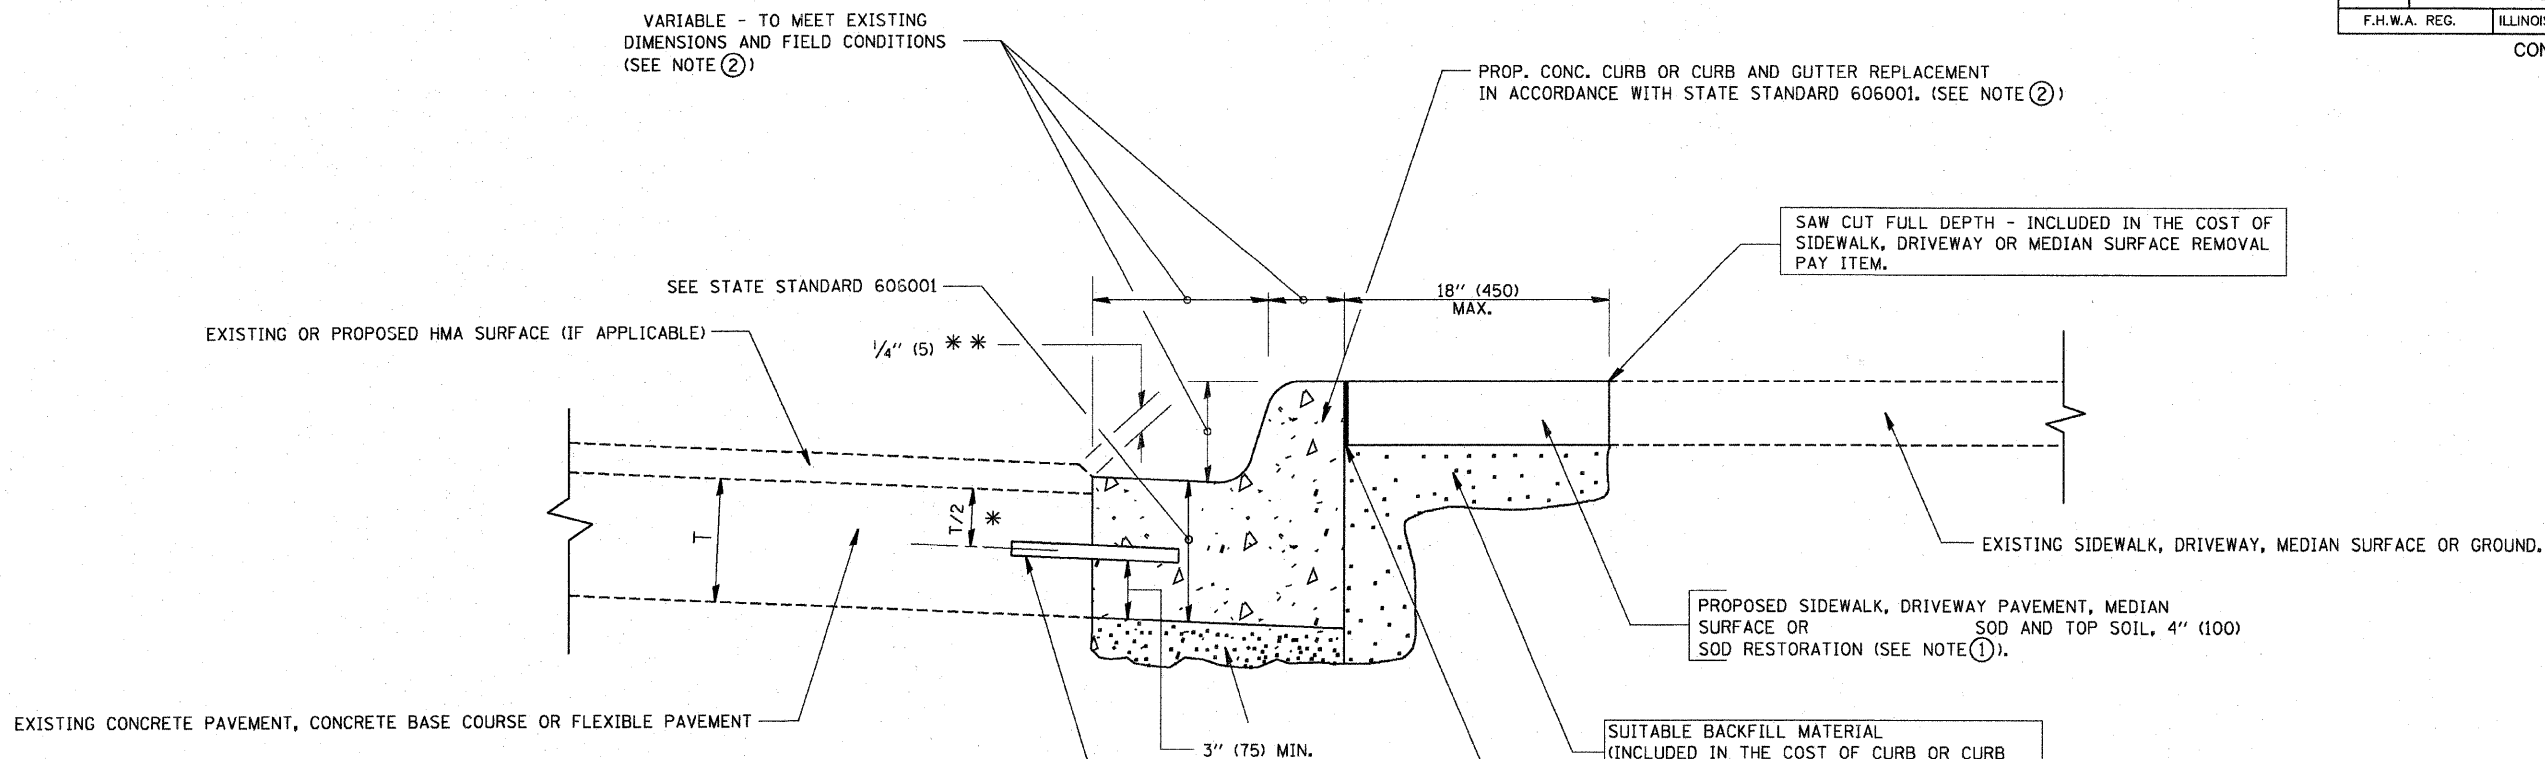 VARIABLE - TO MEET EXISTING
DIMENSIONS AND FIELD CONDITIONS
(SEE NOTE ②)
F.H.W.A. REG.
PROP. CONC. CURB OR CURB AND GUTTER REPLACEMENT
IN ACCORDANCE WITH STATE STANDARD 606001. (SEE NOTE ②)
SAW CUT FULL DEPTH - INCLUDED IN THE COST OF
SIDEWALK, DRIVEWAY OR MEDIAN SURFACE REMOVAL
PAY ITEM.
SEE STATE STANDARD 606001
18" (450)
MAX.
EXISTING OR PROPOSED HMA SURFACE (IF APPLICABLE)
1/4" (5) * *
T
T/2 *
EXISTING SIDEWALK, DRIVEWAY, MEDIAN SURFACE OR GROUND.
PROPOSED SIDEWALK, DRIVEWAY PAVEMENT, MEDIAN
SURFACE OR SOD AND TOP SOIL, 4" (100)
SOD RESTORATION (SEE NOTE ①).
EXISTING CONCRETE PAVEMENT, CONCRETE BASE COURSE OR FLEXIBLE PAVEMENT
3" (75) MIN.
SUITABLE BACKFILL MATERIAL
(INCLUDED IN THE COST OF CURB OR CURB